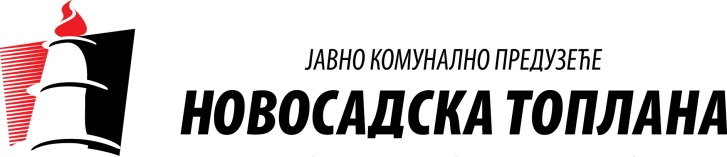 ЈАВНО КОМУНАЛНО ПРЕДУЗЕЋЕ
НОВОСАДСКА ТОПЛАНА